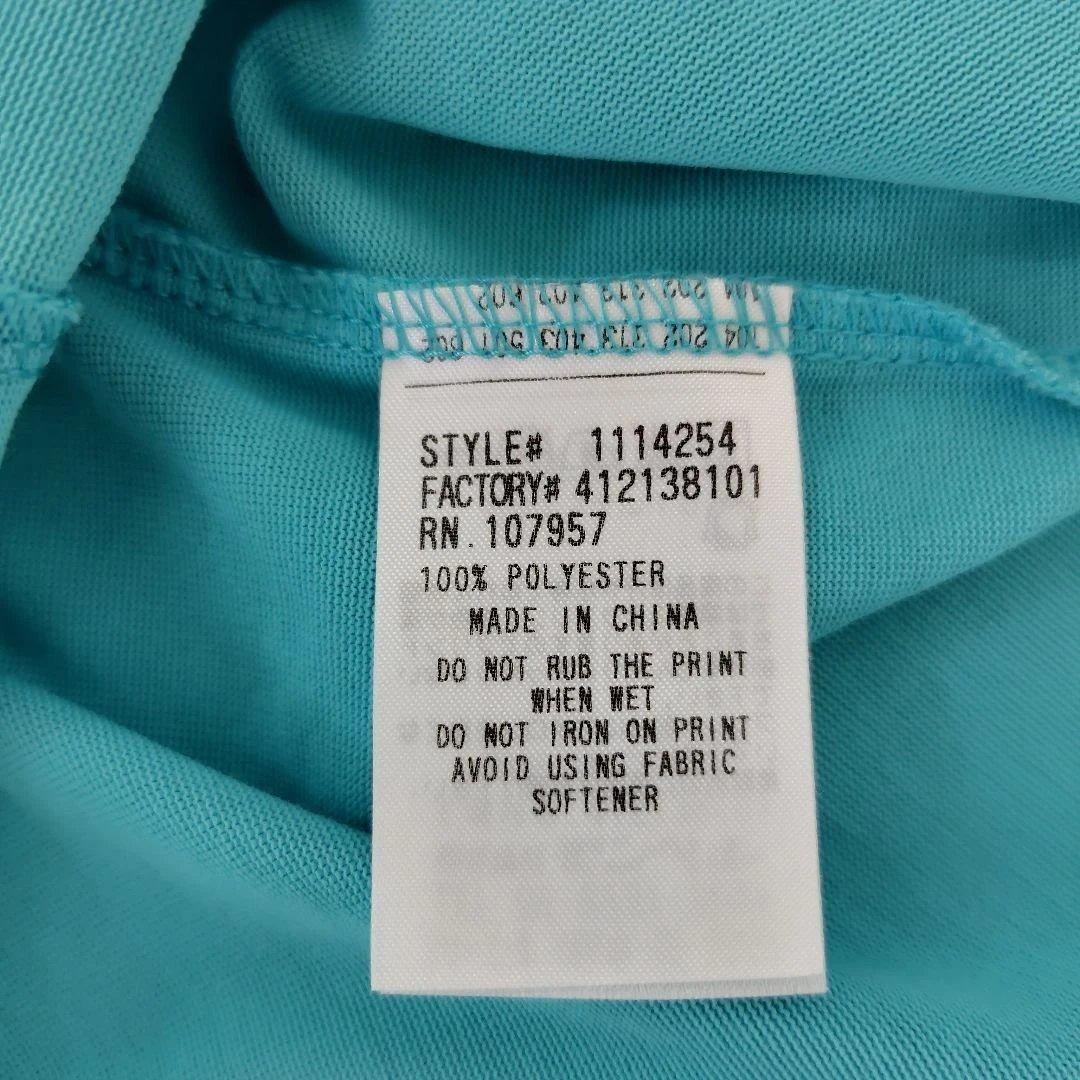 STYLE# 1114254
FACTORY# 412138101
RN. 107957
100% POLYESTER
MADE IN CHINA
DO NOT RUB THE PRINT
WHEN WET
DO NOT IRON ON PRINT
AVOID USING FABRIC
SOFTENER